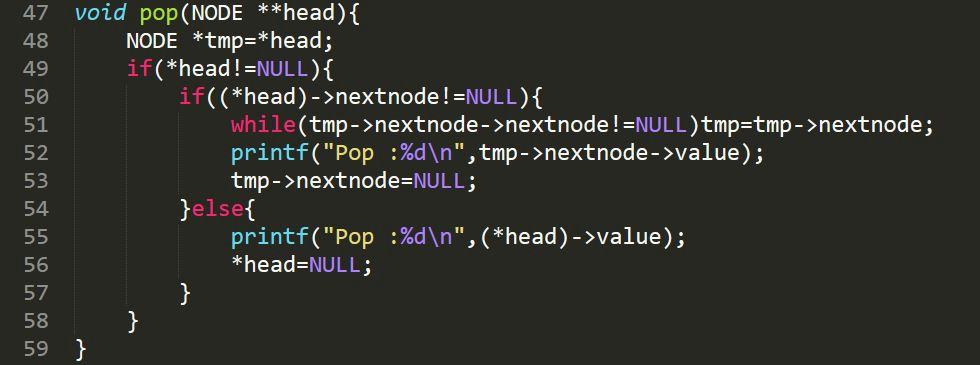 47 void pop(NODE **head){
48     NODE *tmp=*head;
49     if(*head!=NULL){
50         if((*head)->nextnode!=NULL){
51             while(tmp->nextnode->nextnode!=NULL)tmp=tmp->nextnode;
52             printf("Pop :%d\n",tmp->nextnode->value);
53             tmp->nextnode=NULL;
54         }else{
55             printf("Pop :%d\n",(*head)->value);
56             *head=NULL;
57         }
58     }
59 }